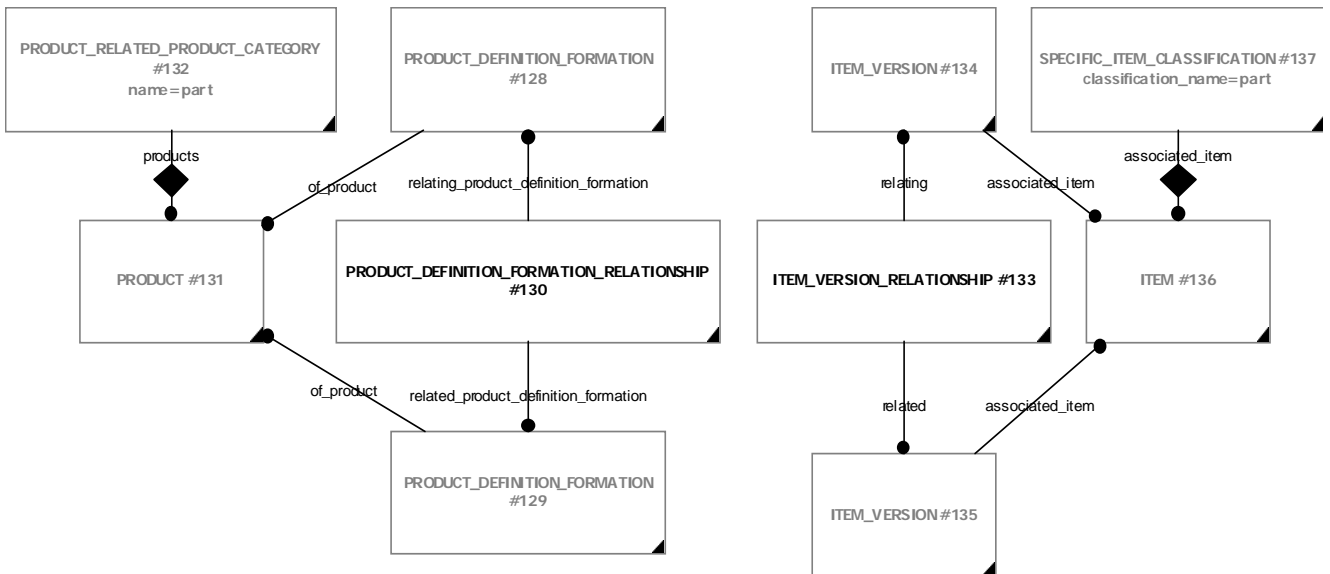 PRODUCT_RELATED_PRODUCT_CATEGORY
#132
name=part
PRODUCT_DEFINITION_FORMATION
#128
ITEM_VERSION #134
SPECIFIC_ITEM_CLASSIFICATION #137
classification_name=part
products
of_product
relating_product_definition_formation
relating
associated_item
associated_item
PRODUCT #131
PRODUCT_DEFINITION_FORMATION_RELATIONSHIP
#130
ITEM_VERSION_RELATIONSHIP #133
ITEM #136
of_product
related_product_definition_formation
related
associated_item
PRODUCT_DEFINITION_FORMATION
#129
ITEM_VERSION #135